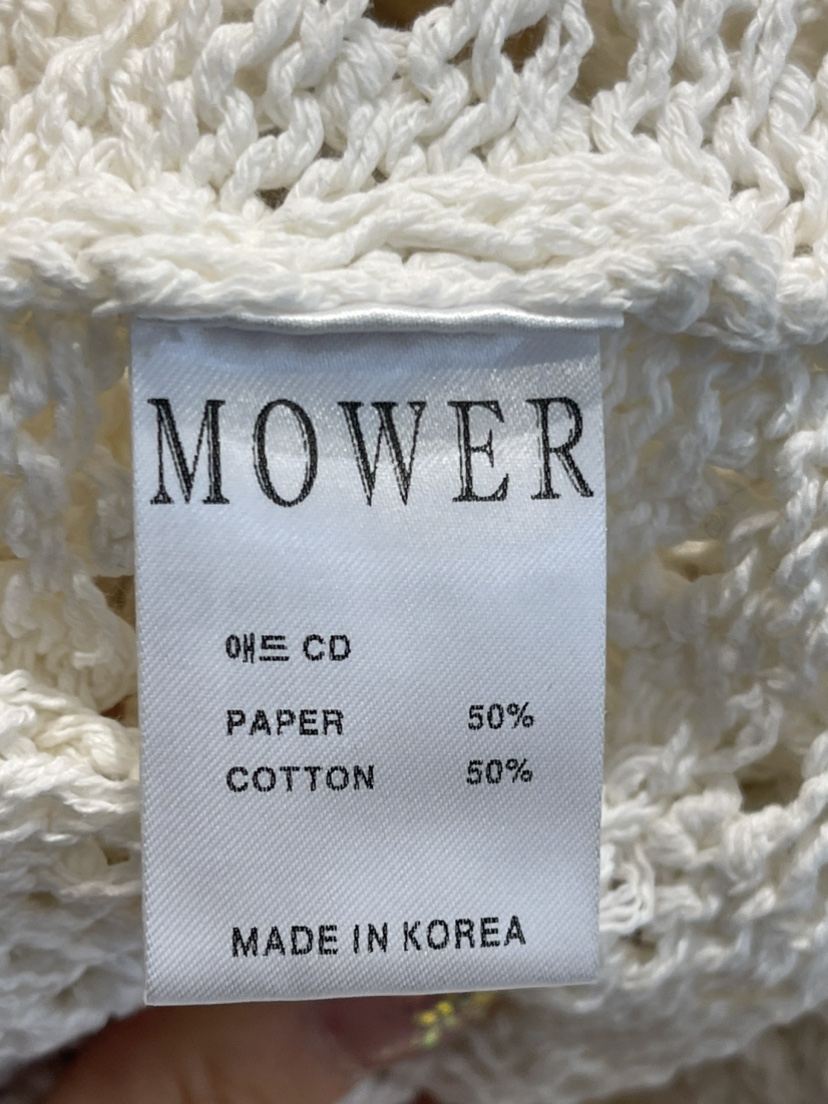 MOWER
애드 CD
PAPER 50%
COTTON 50%
MADE IN KOREA